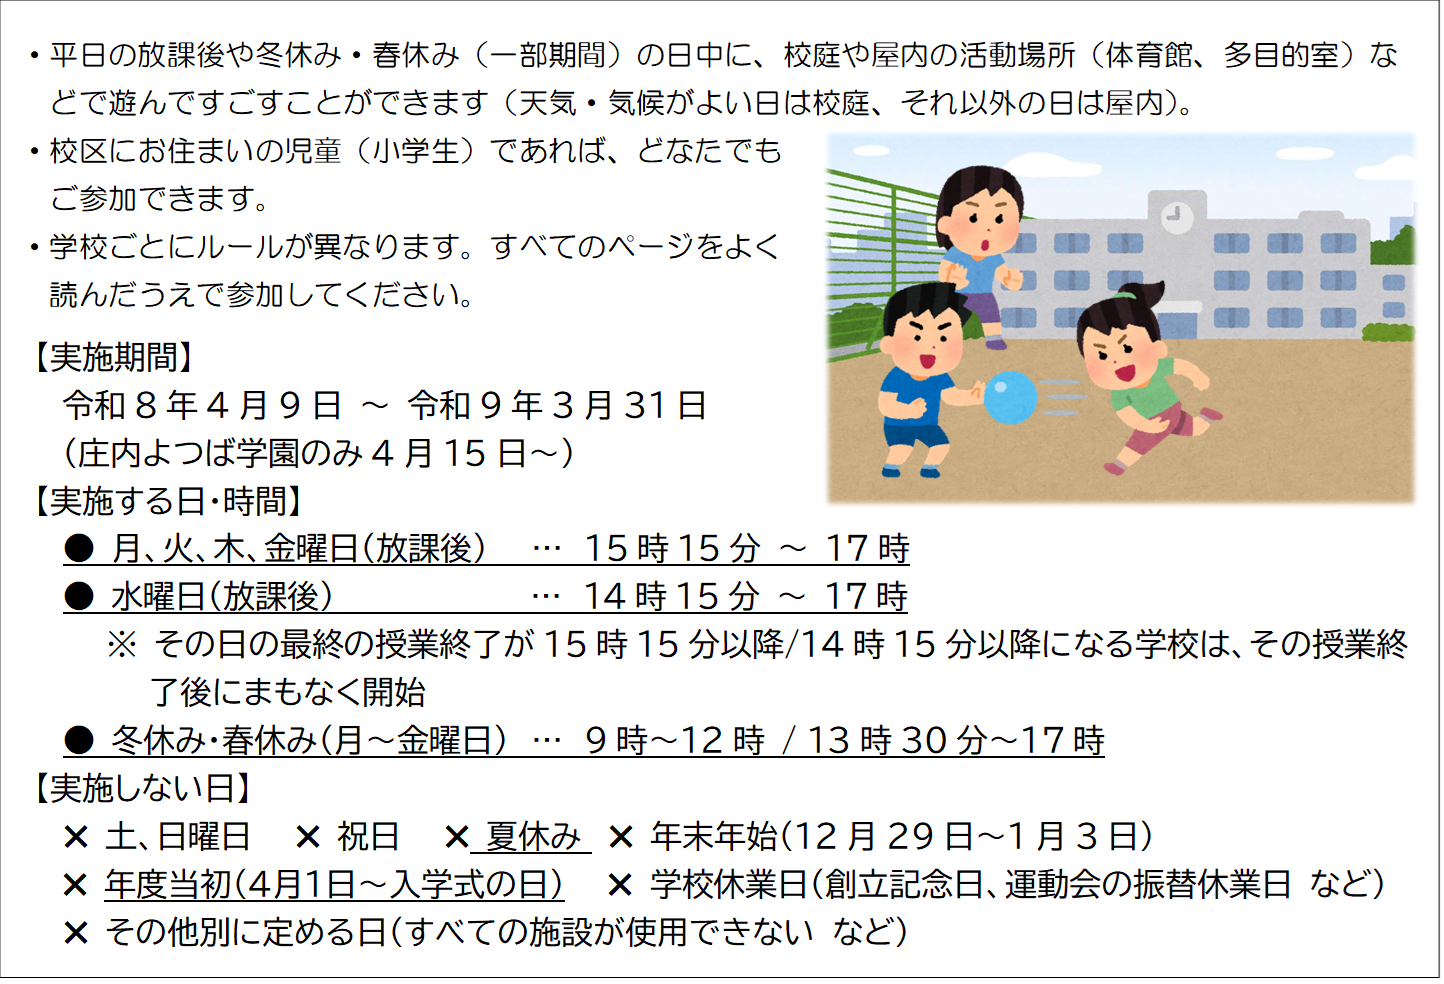 ・平日の放課後や冬休み・春休み（一部期間）の日中に、校庭や屋内の活動場所（体育館、多目的室）な
どで遊んですごすことができます（天気・気候がよい日は校庭、それ以外の日は屋内）。
・校区にお住まいの児童（小学生）であれば、どなたでも
ご参加できます。
・学校ごとにルールが異なります。すべてのページをよく
読んだうえで参加してください。
【実施期間】
令和８年４月９日 ～ 令和９年３月31日
（庄内よつば学園のみ４月15日～）
【実施する日・時間】
● 月、火、木、金曜日（放課後） … 15時15分 ～ 17時
● 水曜日（放課後） … 14時15分 ～ 17時
※ その日の最終の授業終了が15時15分以降/14時15分以降になる学校は、その授業終
了後にまもなく開始
● 冬休み・春休み（月～金曜日） … ９時～12時 / 13時30分～17時
【実施しない日】
× 土、日曜日 × 祝日 × 夏休み × 年末年始（12月29日～１月３日）
× 年度当初（４月１日～入学式の日） × 学校休業日（創立記念日、運動会の振替休業日 など）
× その他別に定める日（すべての施設が使用できない など）